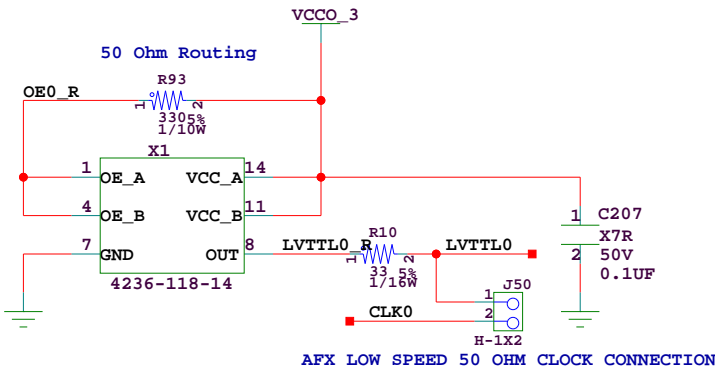 VCCO_3
50 Ohm Routing
R93
OE0_R
1 2
330 5%
1/10W
X1
1 OE_A VCC_A 14
4 OE_B VCC_B 11
7 GND OUT 8
4236-118-14
LVTTL0_R
R10
LVTTL0
1 2
33 5%
1/16W
1 C207
X7R
2 50V
0.1UF
J50
1
CLK0 2
H-1X2
AFX LOW SPEED 50 OHM CLOCK CONNECTION